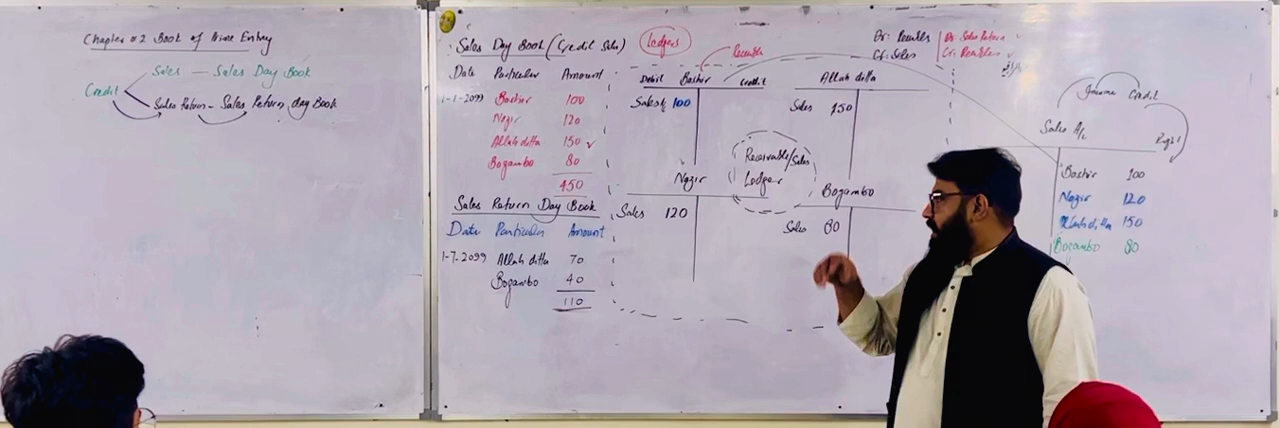 Chapter # 2 Book of Prime Entry
Credit
Sales — Sales Day Book
Sales Return - Sales Return day Book
Sales Day Book (Credit Sales)
Date Particular Amount
1-1-2099 Bashir 100
Nazir 120
Allah ditta 150 ✓
Bogambo 80
450
Sales Return Day Book
Date Particular Amount
1-7-2099 Allah ditta 70
Bogambo 40
110
Ledgers
Debit Bashir Credit
Sales 100
Allah ditta
Sales 150
Receivable/Sales
Ledger
Nazir
Sales 120
Bogambo
Sales 80
Dr: Receivables
Cr: Sales
Dr: Sales Return
Cr: Receivables
Income Credit
Sales A/c
Right
Bashir 100
Nazir 120
Allah ditta 150
Bogambo 80